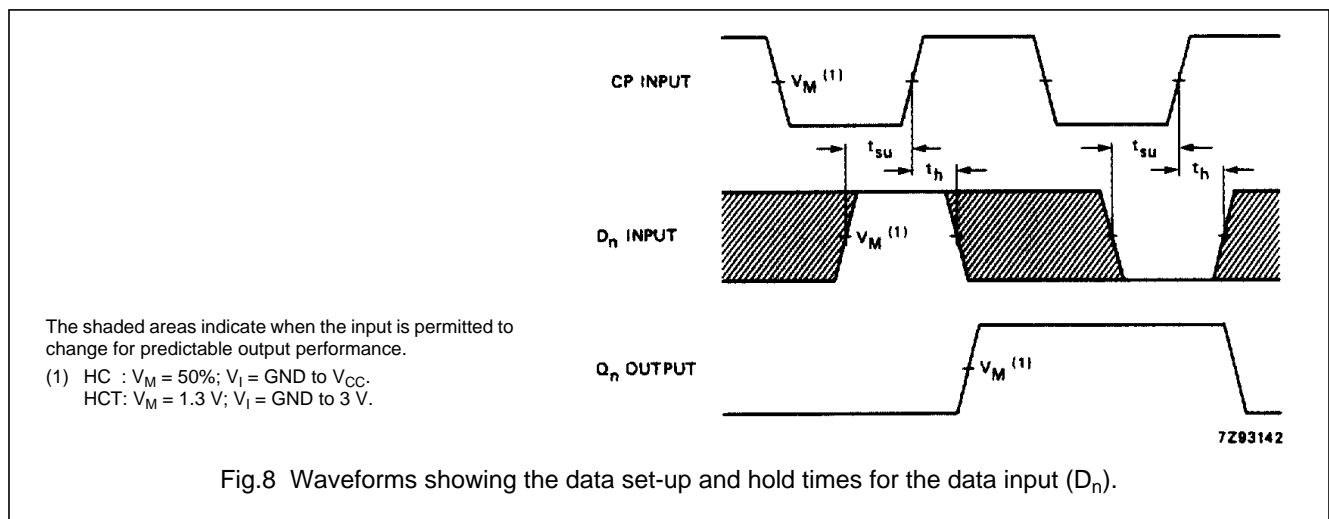 CP INPUT
V_M (1)
t_su
t_h
t_su
t_h
D_n INPUT
V_M (1)
The shaded areas indicate when the input is permitted to
change for predictable output performance.
(1) HC : V_M = 50%; V_I = GND to V_CC.
HCT: V_M = 1.3 V; V_I = GND to 3 V.
Q_n OUTPUT
V_M (1)
7Z93142
Fig.8 Waveforms showing the data set-up and hold times for the data input (D_n).